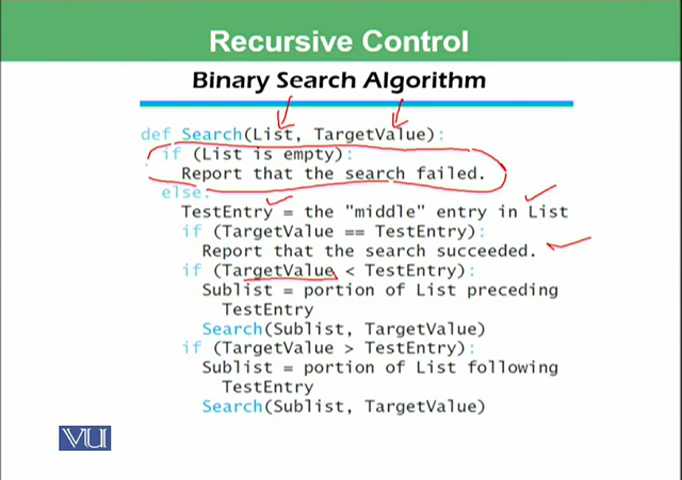 Recursive Control
Binary Search Algorithm
def Search(List, TargetValue):
if (List is empty):
Report that the search failed.
else:
TestEntry = the "middle" entry in List
if (TargetValue == TestEntry):
Report that the search succeeded.
if (TargetValue < TestEntry):
Sublist = portion of List preceding
TestEntry
Search(Sublist, TargetValue)
if (TargetValue > TestEntry):
Sublist = portion of List following
TestEntry
Search(Sublist, TargetValue)
VU